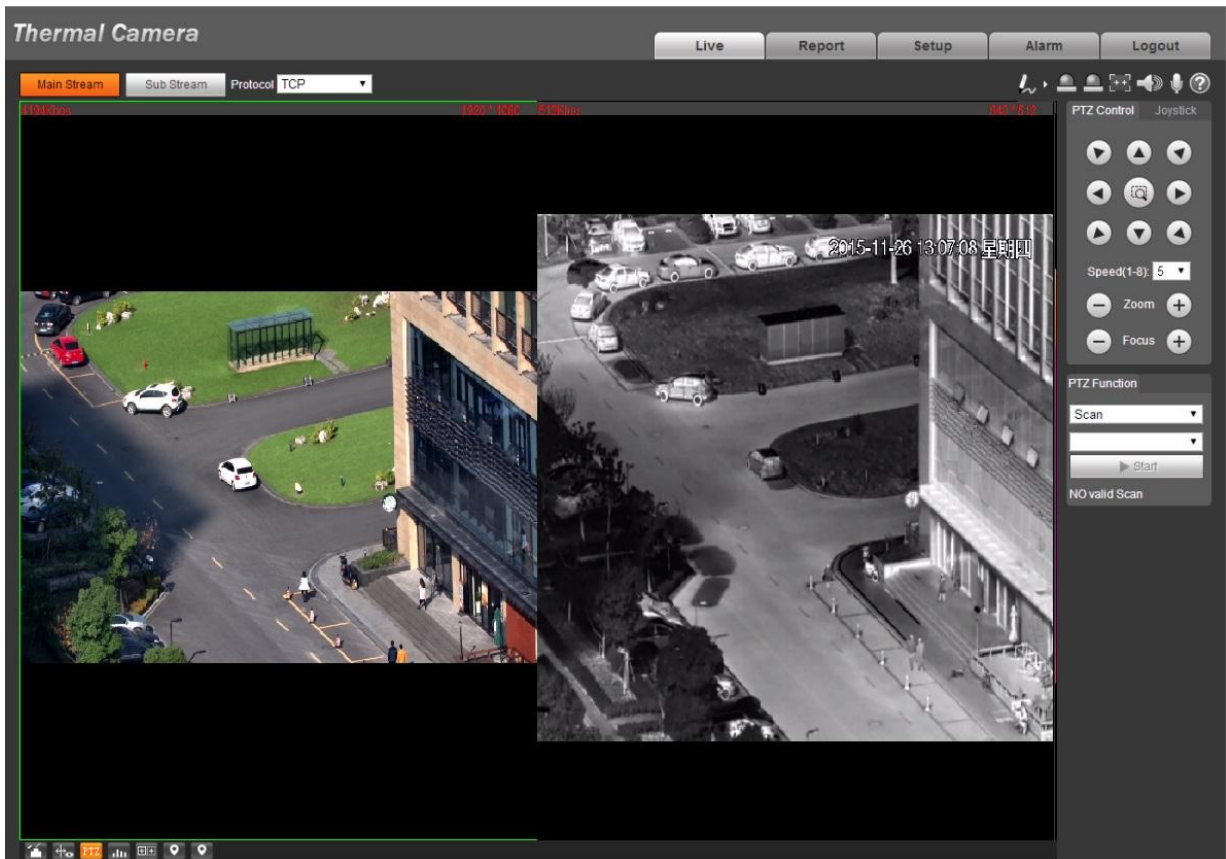 Thermal Camera
Live Report Setup Alarm Logout
Main Stream Sub Stream Protocol TCP
1920 * 1080 513Kbps 640 * 512
PTZ Control Joystick
2015-11-26 13:07:08 星期四
Speed(1-8): 5
Zoom
Focus
PTZ Function
Scan
Start
NO valid Scan
PTZ